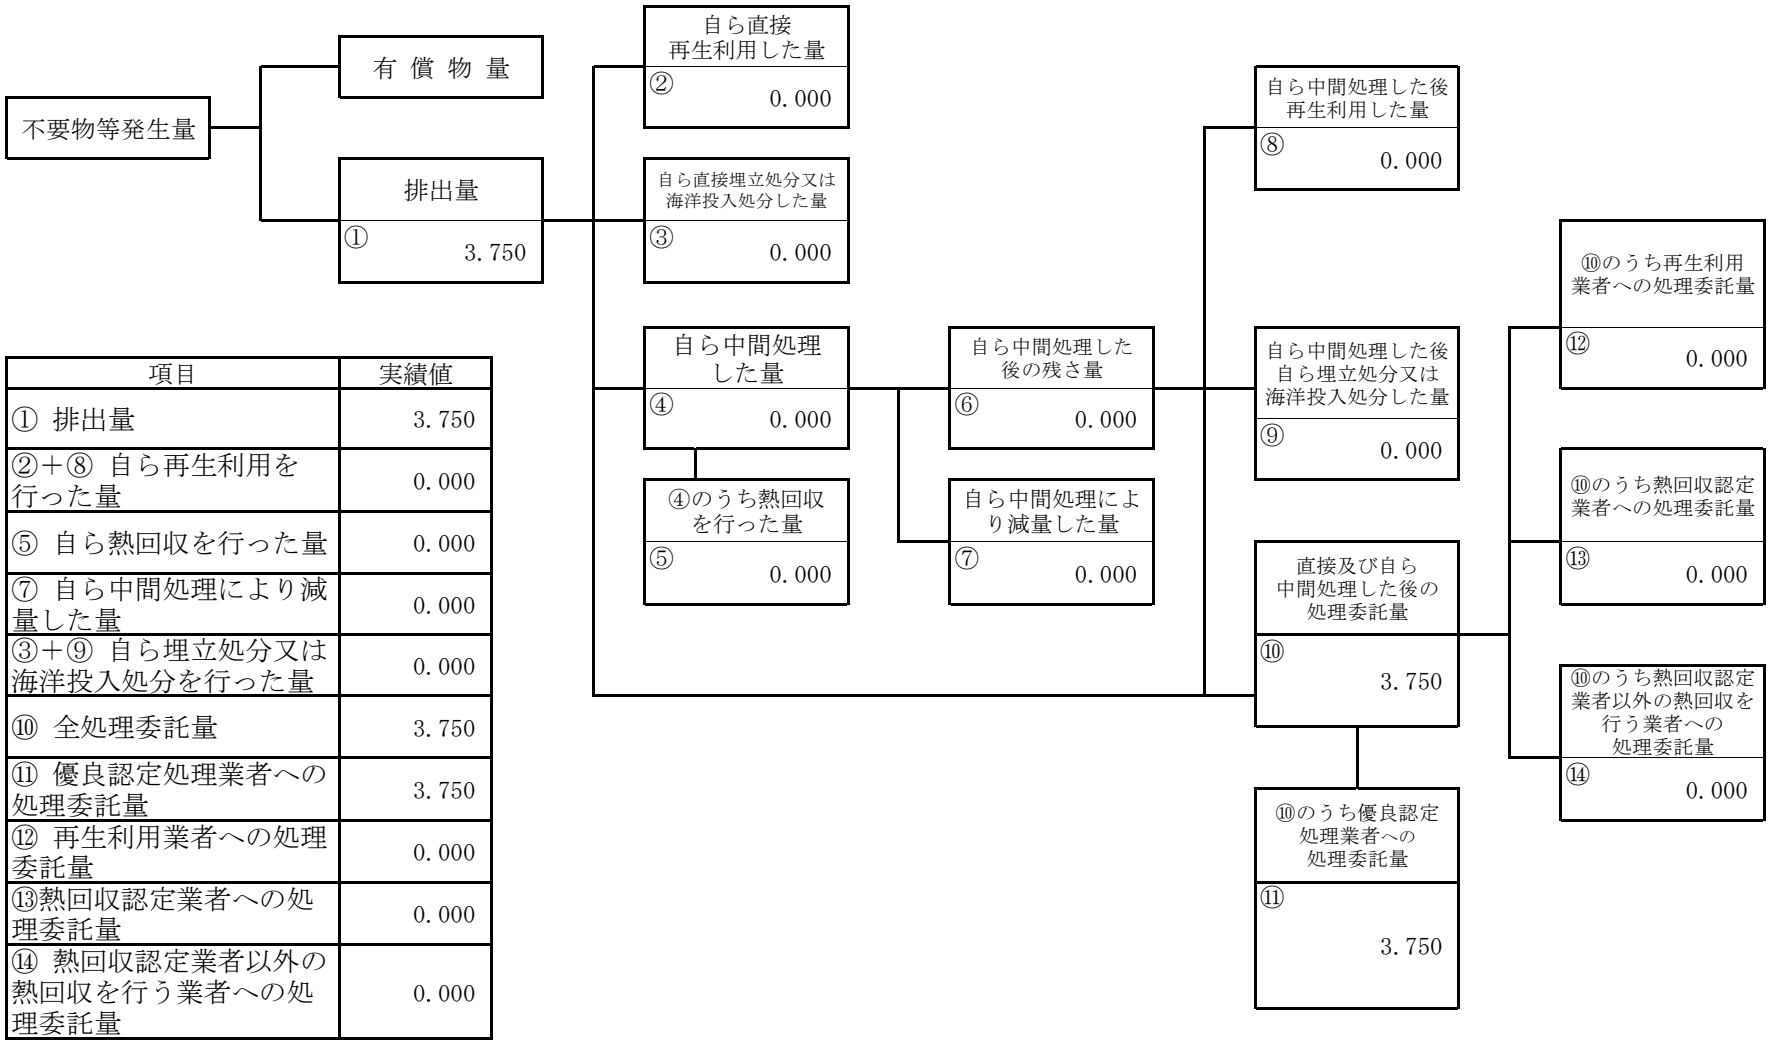 不要物等発生量
有 償 物 量
排出量
①
3.750
自ら直接
再生利用した量
②
0.000
自ら直接埋立処分又は
海洋投入処分した量
③
0.000
自ら中間処理
した量
④
0.000
④のうち熱回収
を行った量
⑤
0.000
自ら中間処理した
後の残さ量
⑥
0.000
自ら中間処理によ
り減量した量
⑦
0.000
自ら中間処理した後
再生利用した量
⑧
0.000
自ら中間処理した後
自ら埋立処分又は
海洋投入処分した量
⑨
0.000
直接及び自ら
中間処理した後の
処理委託量
⑩
3.750
⑩のうち優良認定
処理業者への
処理委託量
⑪
3.750
⑩のうち再生利用
業者への処理委託量
⑫
0.000
⑩のうち熱回収認定
業者への処理委託量
⑬
0.000
⑩のうち熱回収認定
業者以外の熱回収を
行う業者への
処理委託量
⑭
0.000
項目 実績値
① 排出量 3.750
②＋⑧ 自ら再生利用を
行った量 0.000
⑤ 自ら熱回収を行った量 0.000
⑦ 自ら中間処理により減
量した量 0.000
③＋⑨ 自ら埋立処分又は
海洋投入処分を行った量 0.000
⑩ 全処理委託量 3.750
⑪ 優良認定処理業者への
処理委託量 3.750
⑫ 再生利用業者への処理
委託量 0.000
⑬熱回収認定業者への処
理委託量 0.000
⑭ 熱回収認定業者以外の
熱回収を行う業者への処
理委託量 0.000